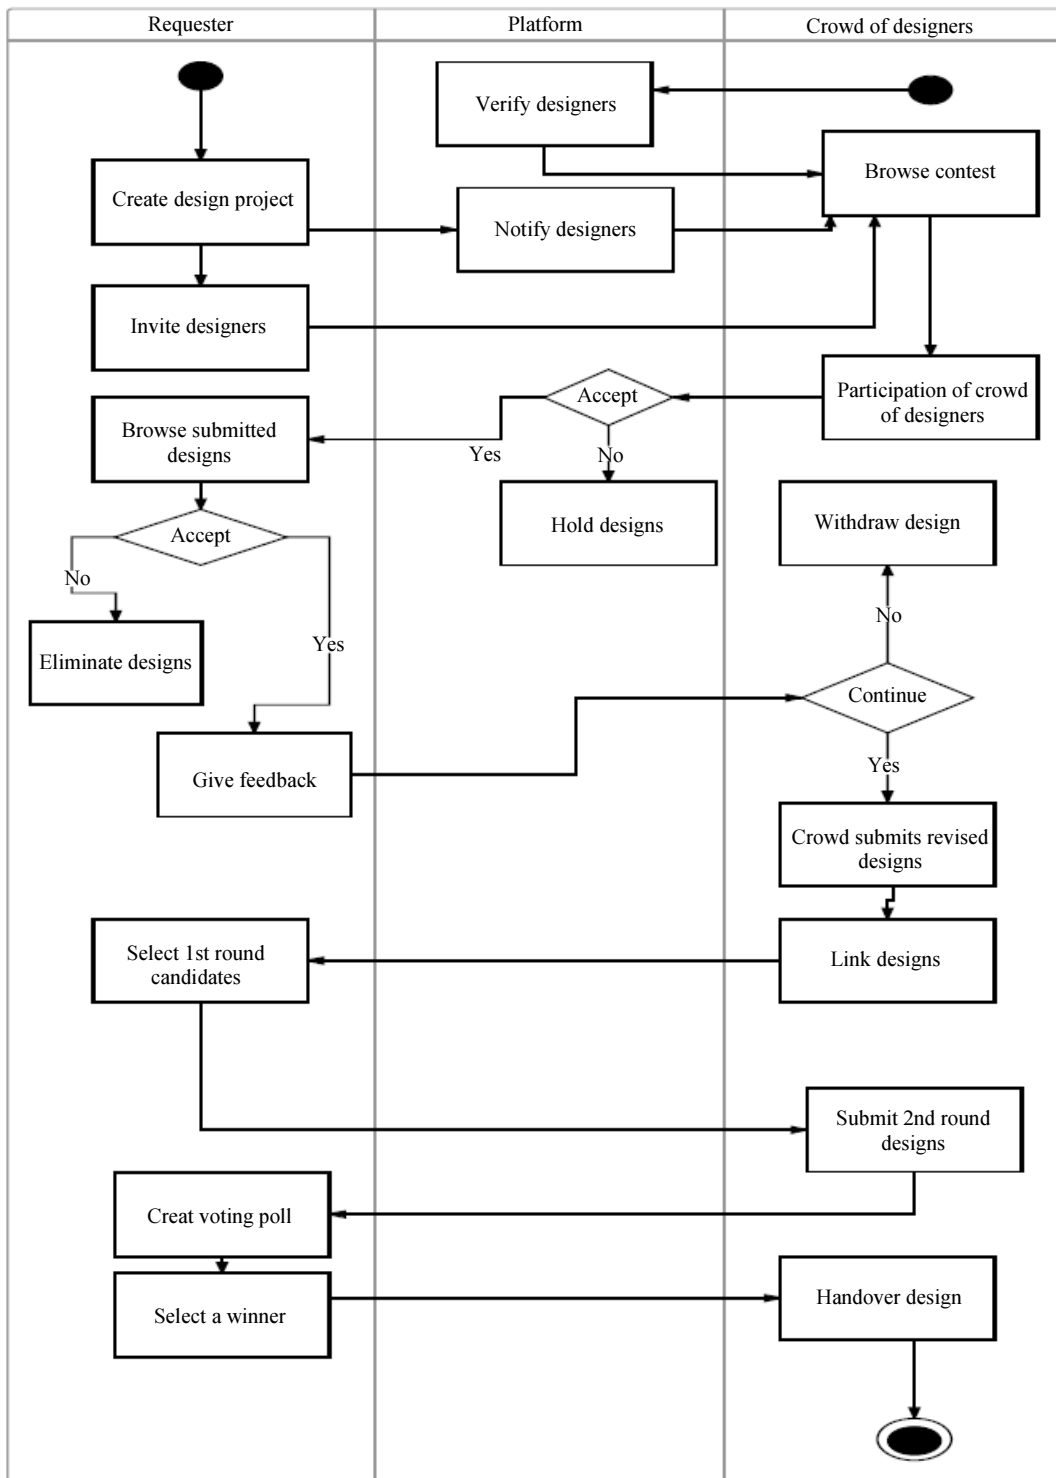 Requester
Platform
Crowd of designers
Verify designers
Browse contest
Create design project
Notify designers
Invite designers
Accept
Participation of crowd
of designers
Browse submitted
designs
Yes
No
Hold designs
Withdraw design
Accept
No
No
Yes
Eliminate designs
Continue
Give feedback
Yes
Crowd submits revised
designs
Select 1st round
candidates
Link designs
Submit 2nd round
designs
Creat voting poll
Select a winner
Handover design